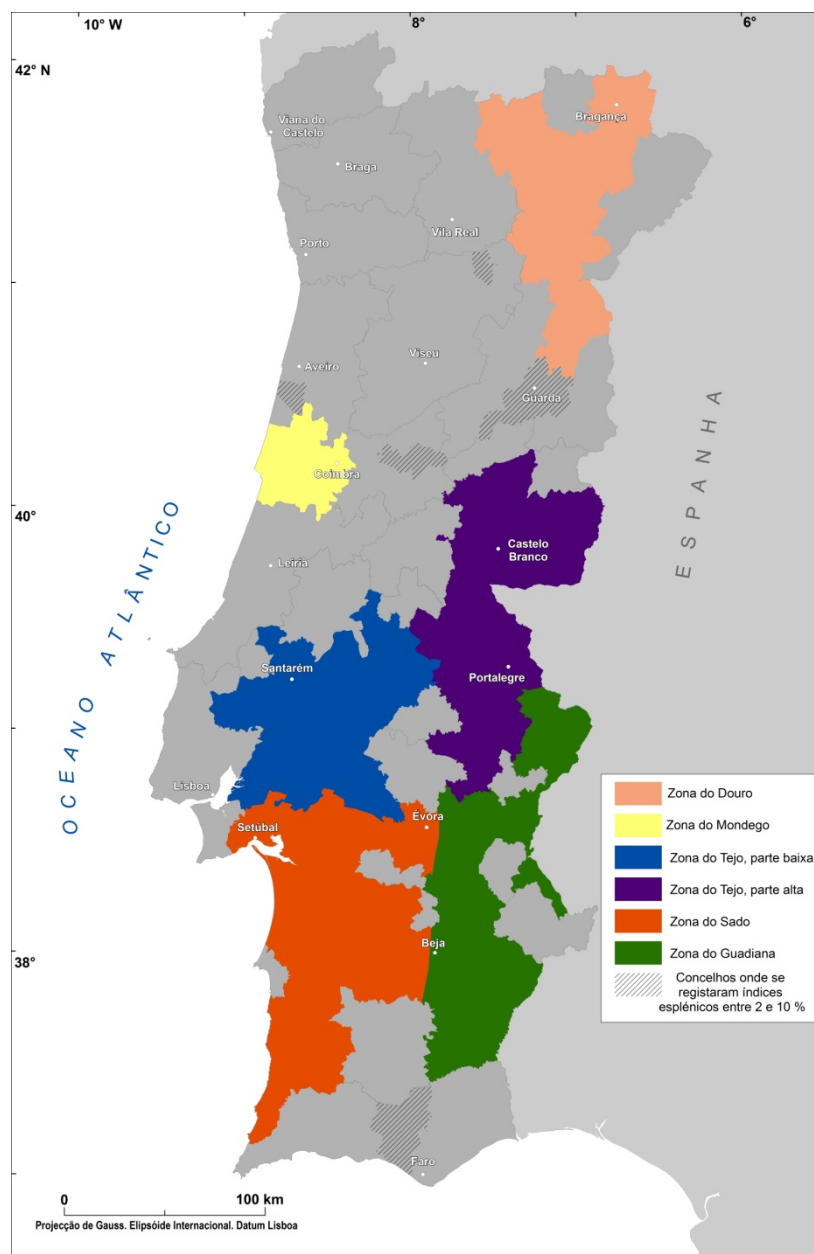 10° W
8°
6°
42° N
Viana do
Castelo
Bragança
Braga
Vila Real
Porto
Aveiro
Viseu
Guarda
Coimbra
40°
Castelo
Branco
Leiria
ESPANHA
OCEANO ATLÂNTICO
Santarém
Portalegre
Lisboa
Setúbal
Évora
Beja
38°
Faro
Zona do Douro
Zona do Mondego
Zona do Tejo, parte baixa
Zona do Tejo, parte alta
Zona do Sado
Zona do Guadiana
Concelhos onde se
registaram índices
esplénicos entre 2 e 10 %
0
100 km
Projecção de Gauss. Elipsóide Internacional. Datum Lisboa